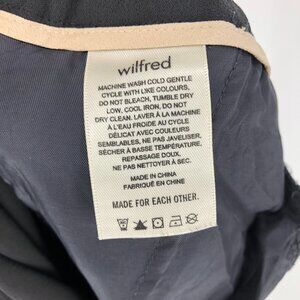 wilfred
MACHINE WASH COLD GENTLE
CYCLE WITH LIKE COLOURS,
DO NOT BLEACH, TUMBLE DRY
LOW, COOL IRON, DO NOT
DRY CLEAN. LAVER À LA MACHINE
À L'EAU FROIDE AU CYCLE
DÉLICAT AVEC COULEURS
SEMBLABLES, NE PAS JAVELISER.
SÉCHER À BASSE TEMPÉRATURE.
REPASSAGE DOUX.
NE PAS NETTOYER À SEC.
MADE IN CHINA
FABRIQUÉ EN CHINE
MADE FOR EACH OTHER.